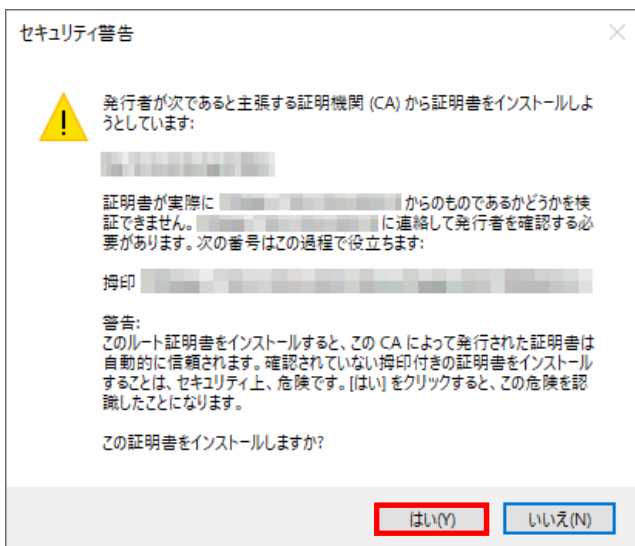 セキュリティ警告
発行者が次であると主張する証明機関 (CA) から証明書をインストールしよ
うとしています:
証明書が実際に からのものであるかどうかを検
証できません。 に連絡して発行者を確認する必
要があります。次の番号はこの過程で役立ちます:
拇印
警告:
このルート証明書をインストールすると、この CA によって発行された証明書は
自動的に信頼されます。確認されていない拇印付きの証明書をインストール
することは、セキュリティ上、危険です。[はい] をクリックすると、この危険を認
識したことになります。
この証明書をインストールしますか?
はい(Y) いいえ(N)